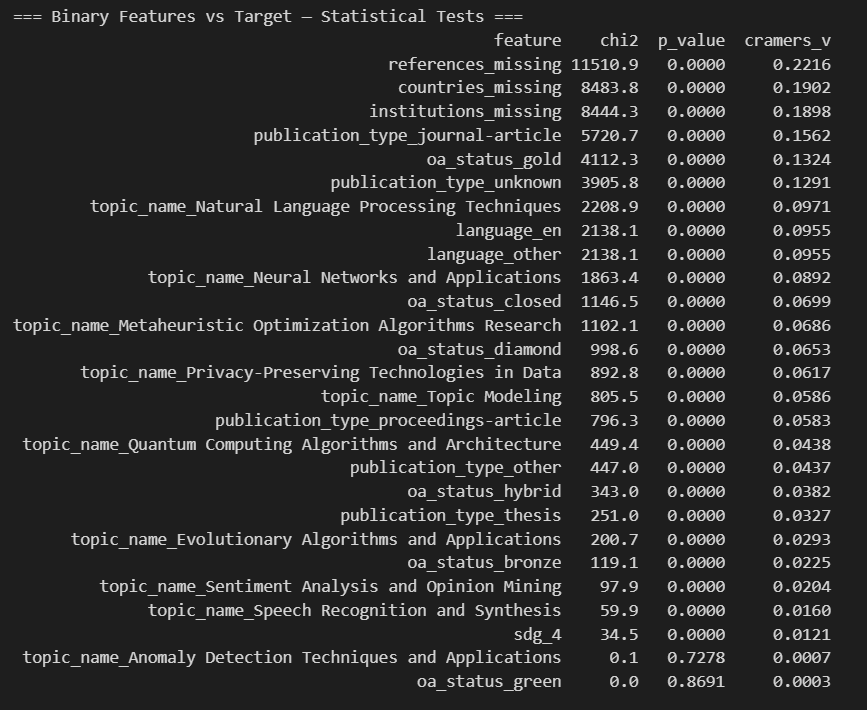 === Binary Features vs Target — Statistical Tests ===
feature chi2 p_value cramers_v
references_missing 11510.9 0.0000 0.2216
countries_missing 8483.8 0.0000 0.1902
institutions_missing 8444.3 0.0000 0.1898
publication_type_journal-article 5720.7 0.0000 0.1562
oa_status_gold 4112.3 0.0000 0.1324
publication_type_unknown 3905.8 0.0000 0.1291
topic_name_Natural Language Processing Techniques 2208.9 0.0000 0.0971
language_en 2138.1 0.0000 0.0955
language_other 2138.1 0.0000 0.0955
topic_name_Neural Networks and Applications 1863.4 0.0000 0.0892
oa_status_closed 1146.5 0.0000 0.0699
topic_name_Metaheuristic Optimization Algorithms Research 1102.1 0.0000 0.0686
oa_status_diamond 998.6 0.0000 0.0653
topic_name_Privacy-Preserving Technologies in Data 892.8 0.0000 0.0617
topic_name_Topic Modeling 805.5 0.0000 0.0586
publication_type_proceedings-article 796.3 0.0000 0.0583
topic_name_Quantum Computing Algorithms and Architecture 449.4 0.0000 0.0438
publication_type_other 447.0 0.0000 0.0437
oa_status_hybrid 343.0 0.0000 0.0382
publication_type_thesis 251.0 0.0000 0.0327
topic_name_Evolutionary Algorithms and Applications 200.7 0.0000 0.0293
oa_status_bronze 119.1 0.0000 0.0225
topic_name_Sentiment Analysis and Opinion Mining 97.9 0.0000 0.0204
topic_name_Speech Recognition and Synthesis 59.9 0.0000 0.0160
sdg_4 34.5 0.0000 0.0121
topic_name_Anomaly Detection Techniques and Applications 0.1 0.7278 0.0007
oa_status_green 0.0 0.8691 0.0003